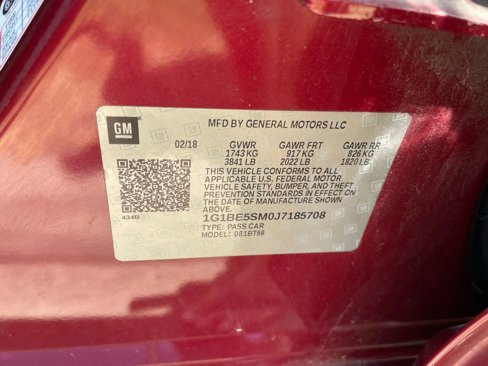 GM
MFD BY GENERAL MOTORS LLC
02/18 GVWR GAWR FRT GAWR RR
1743 KG 917 KG 826 KG
3841 LB 2022 LB 1820 LB
THIS VEHICLE CONFORMS TO ALL
APPLICABLE U.S. FEDERAL MOTOR
VEHICLE SAFETY, BUMPER, AND THEFT
PREVENTION STANDARDS IN EFFECT ON
THE DATE OF MANUFACTURE SHOWN
ABOVE.
434B 1G1BE5SM0J7185708
TYPE: PASS CAR
MODEL: 081BT69